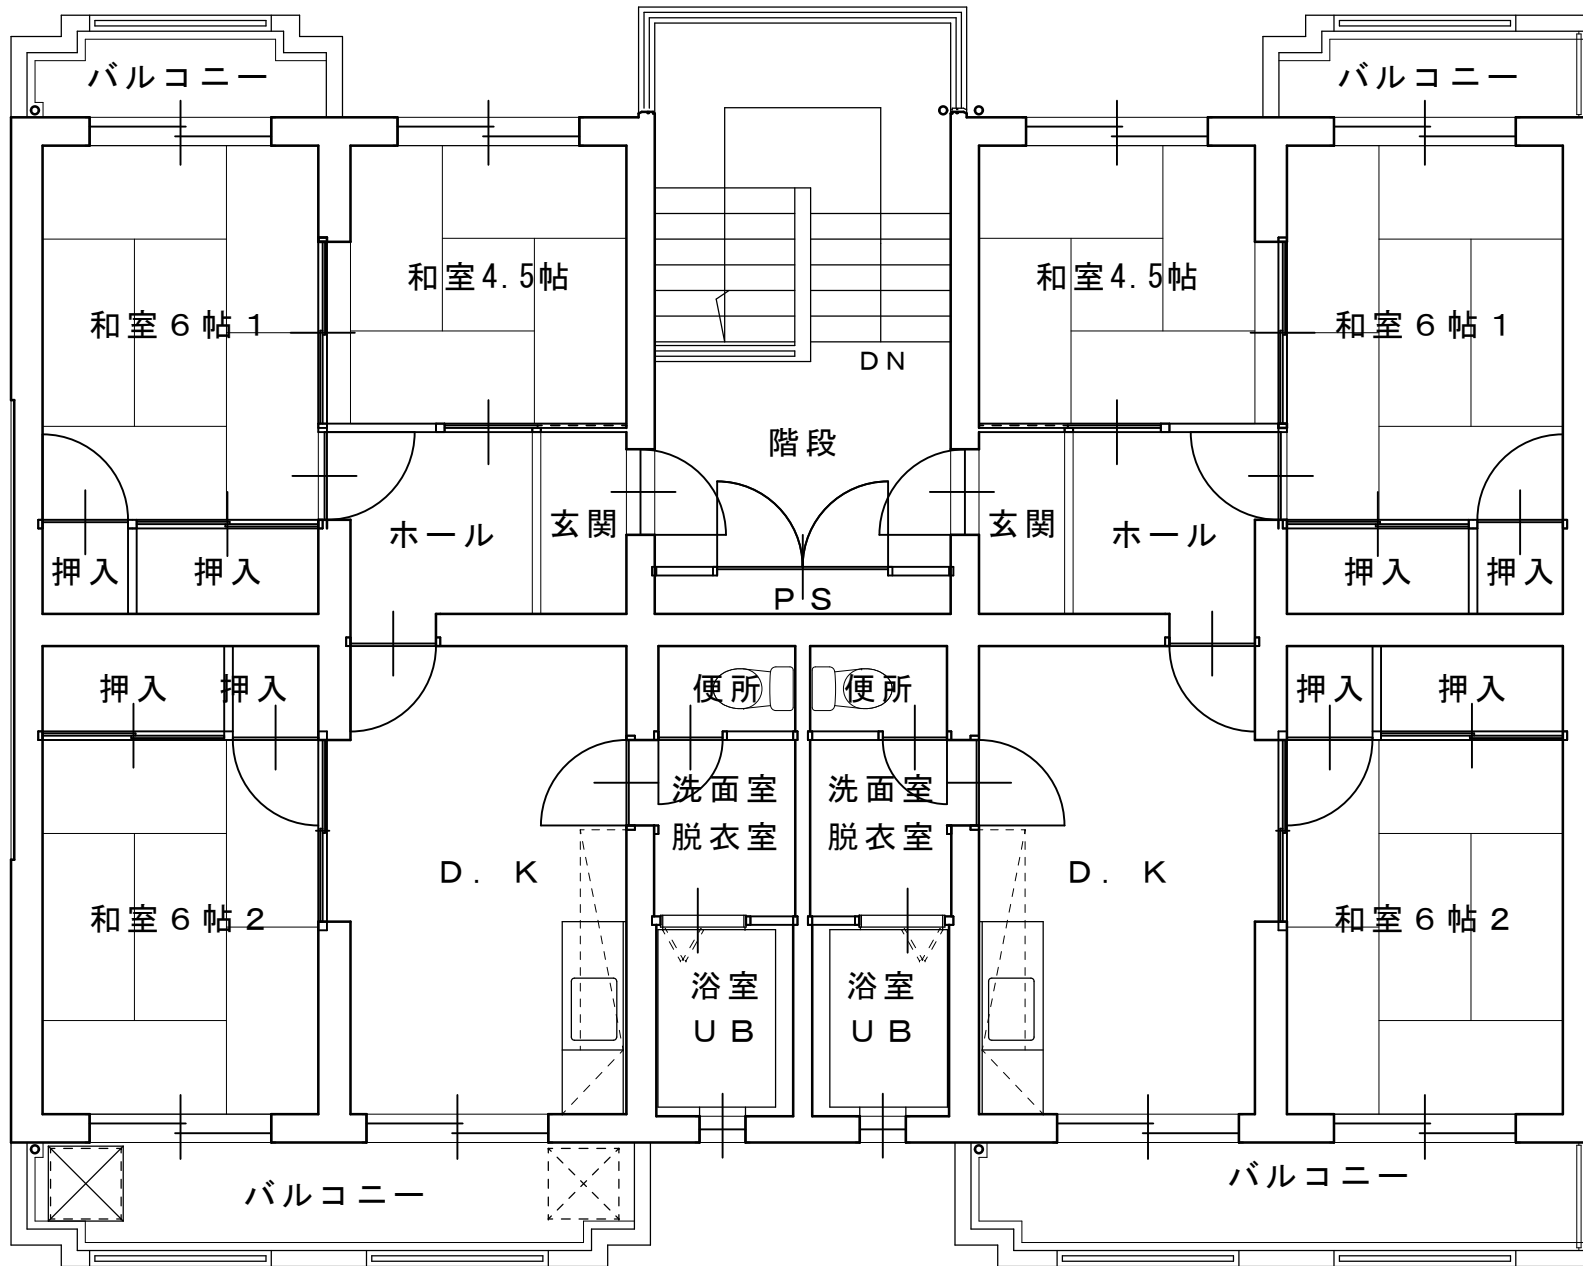 バルコニー
バルコニー
和室4.5帖
和室4.5帖
和室６帖１
和室６帖１
DN
階段
ホール
玄関
玄関
ホール
押入
押入
押入
押入
ＰＳ
押入
押入
便所
便所
押入
押入
洗面室
脱衣室
洗面室
脱衣室
Ｄ．Ｋ
Ｄ．Ｋ
和室６帖２
和室６帖２
浴室
ＵＢ
浴室
ＵＢ
バルコニー
バルコニー